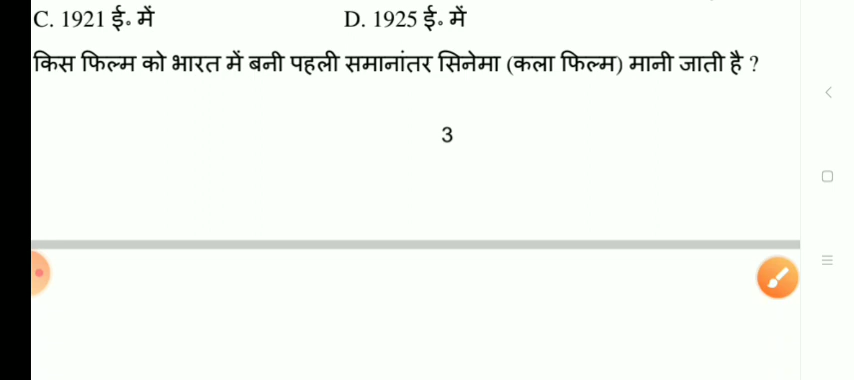 C. 1921 ई॰ में D. 1925 ई॰ में
किस फिल्म को भारत में बनी पहली समानांतर सिनेमा (कला फिल्म) मानी जाती है ?
3